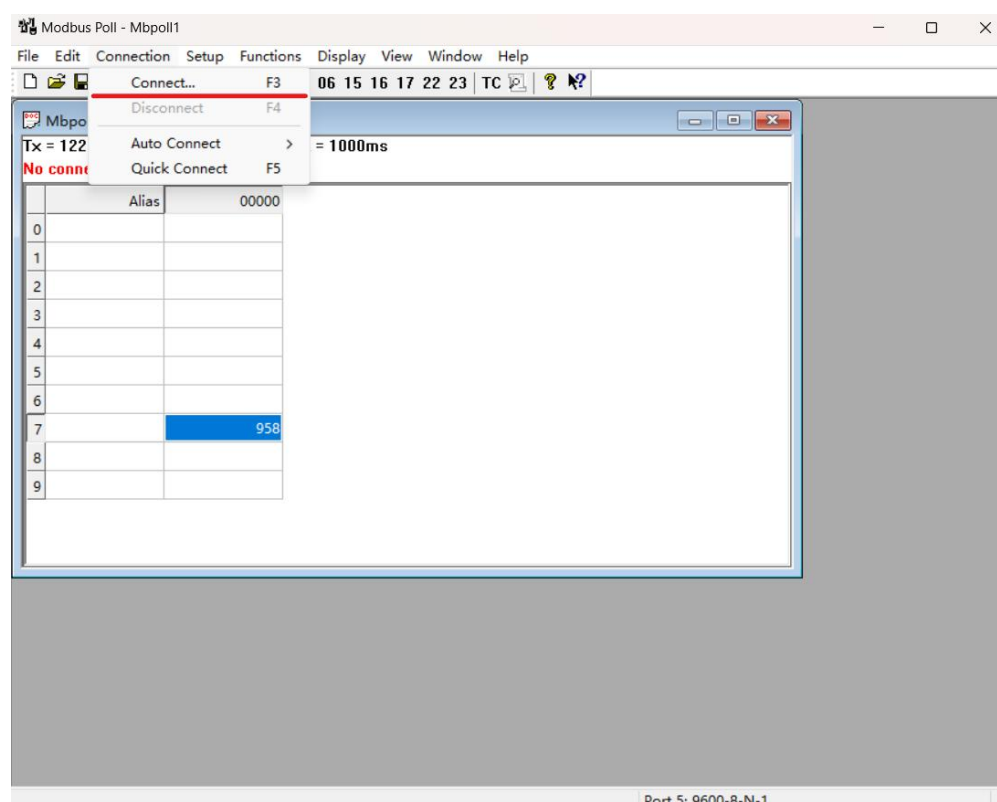 Modbus Poll - Mbpoll1
File Edit Connection Setup Functions Display View Window Help
Connect... F3 06 15 16 17 22 23 TC
Disconnect F4
Tx = 122
Auto Connect > = 1000ms
No
Quick Connect F5
Alias 00000
0
1
2
3
4
5
6
7 958
8
9
Port 5: 9600-8-N-1